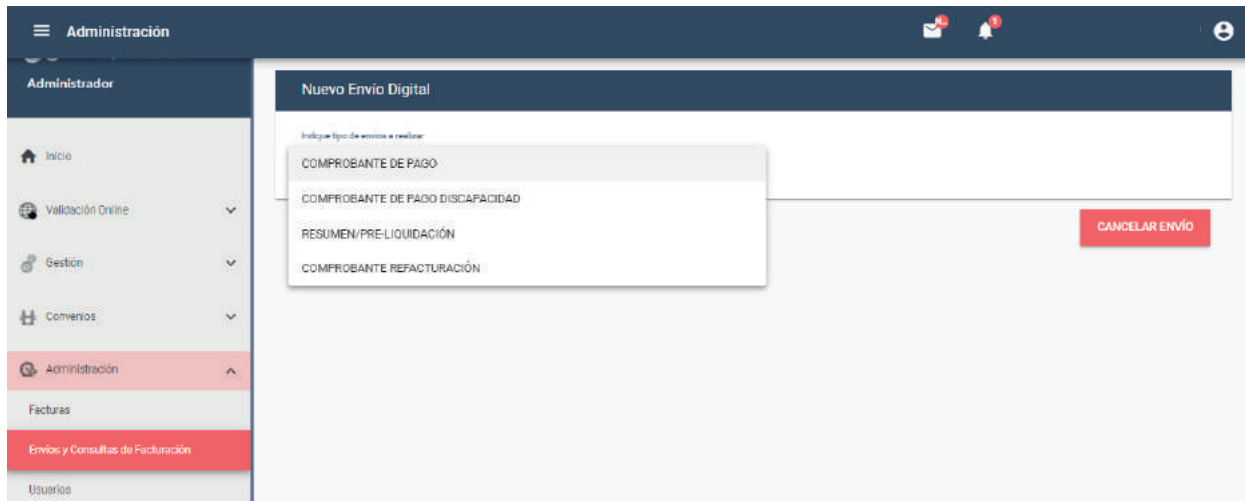 Administración
1
Administrador
Inicio
Validación Online
Gestión
Convenios
Administración
Facturas
Envíos y Consultas de Facturación
Usuarios
Nuevo Envío Digital
Indique tipo de envíos a realizar
COMPROBANTE DE PAGO
COMPROBANTE DE PAGO DISCAPACIDAD
RESUMEN/PRE-LIQUIDACIÓN
COMPROBANTE REFACTURACIÓN
CANCELAR ENVÍO